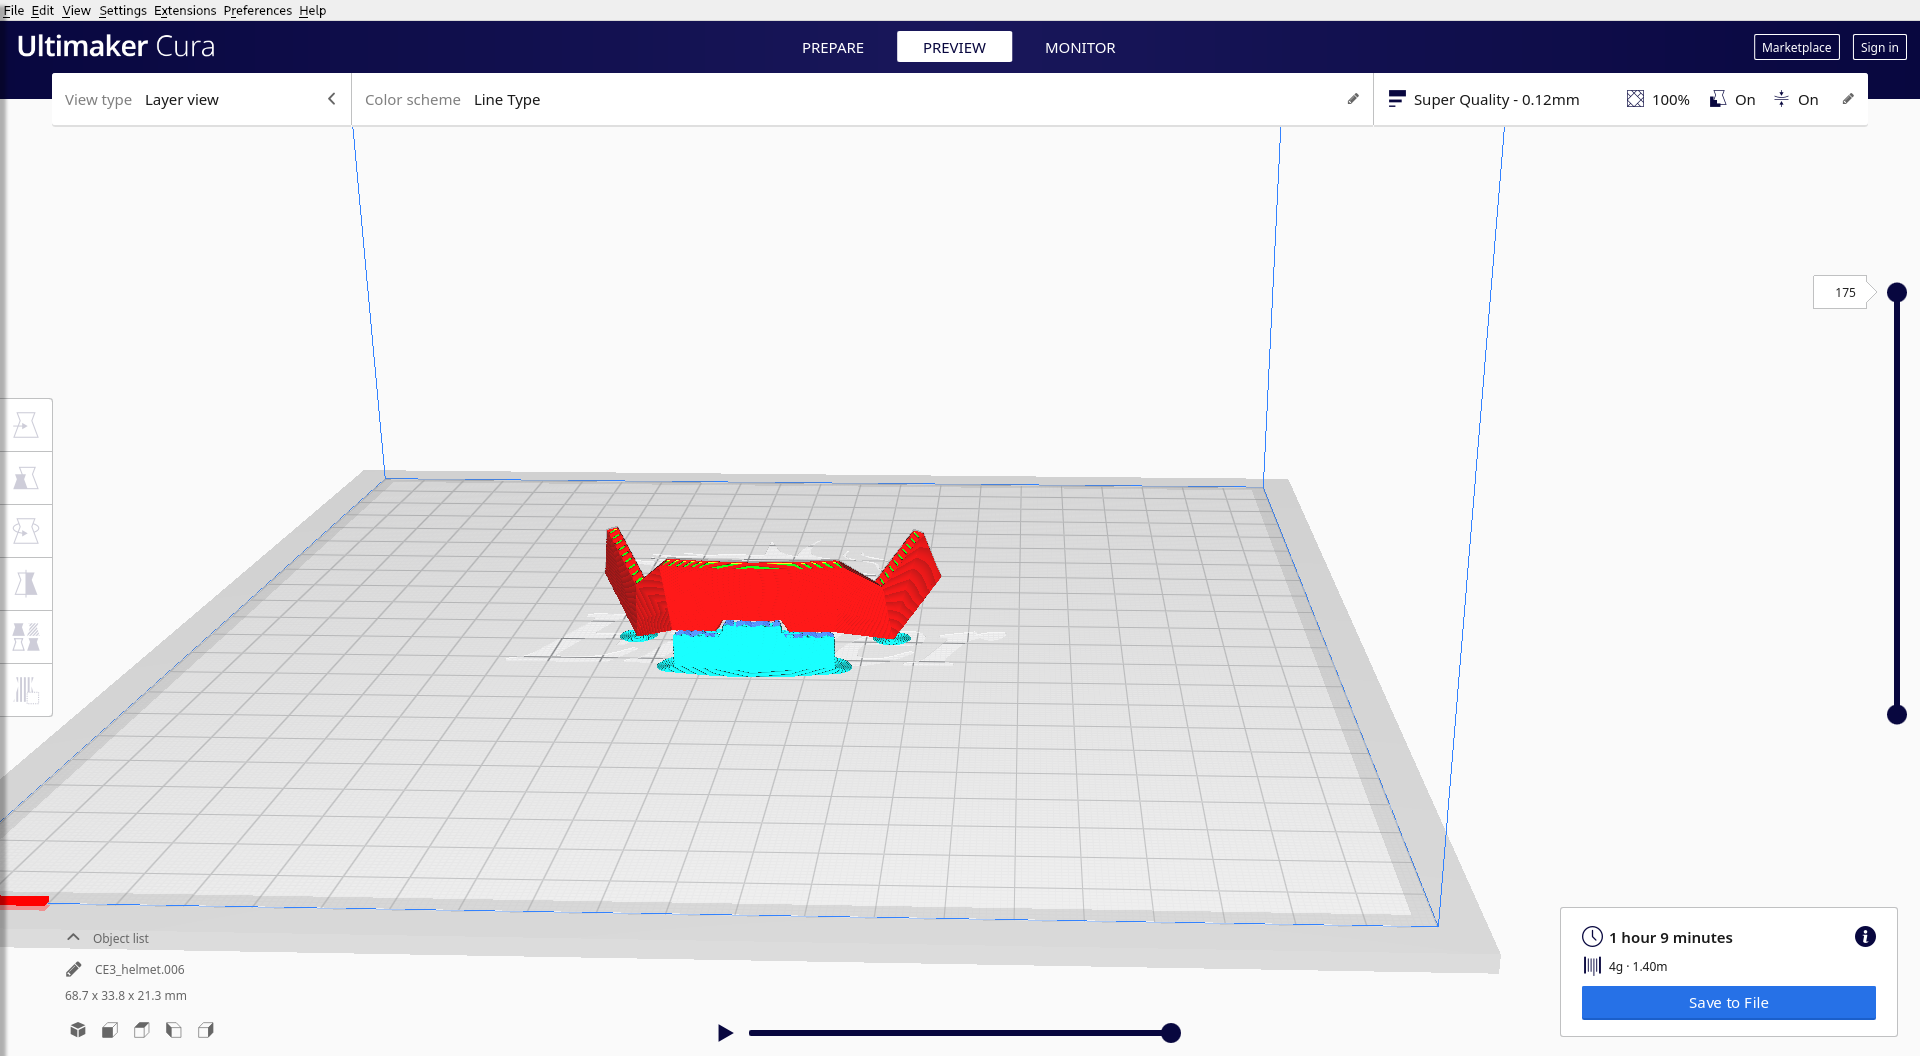 File Edit View Settings Extensions Preferences Help
Ultimaker Cura
PREPARE PREVIEW MONITOR
Marketplace Sign in
View type Layer view
Color scheme Line Type
Super Quality - 0.12mm 100% On On
175
Object list
CE3_helmet.006
68.7 x 33.8 x 21.3 mm
1 hour 9 minutes
4g · 1.40m
Save to File